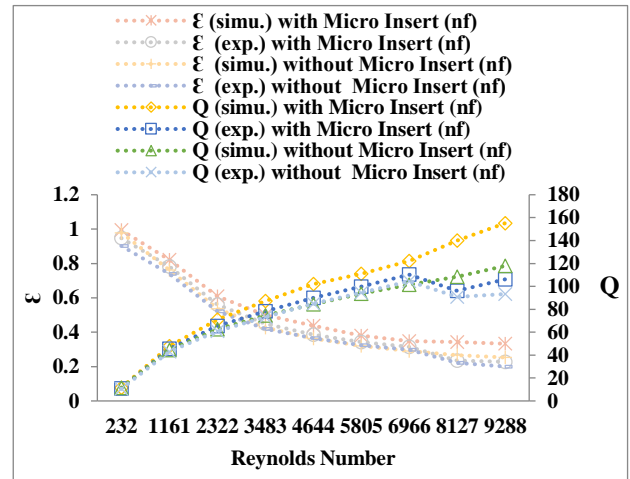 Ɛ (simu.) with Micro Insert (nf)
Ɛ (exp.) with Micro Insert (nf)
Ɛ (simu.) without Micro Insert (nf)
Ɛ (exp.) without Micro Insert (nf)
Q (simu.) with Micro Insert (nf)
Q (exp.) with Micro Insert (nf)
Q (simu.) without Micro Insert (nf)
Q (exp.) without Micro Insert (nf)
1.2
1
0.8
0.6
0.4
0.2
0
Ɛ
180
160
140
120
100
80
60
40
20
0
Q
232 1161 2322 3483 4644 5805 6966 8127 9288
Reynolds Number